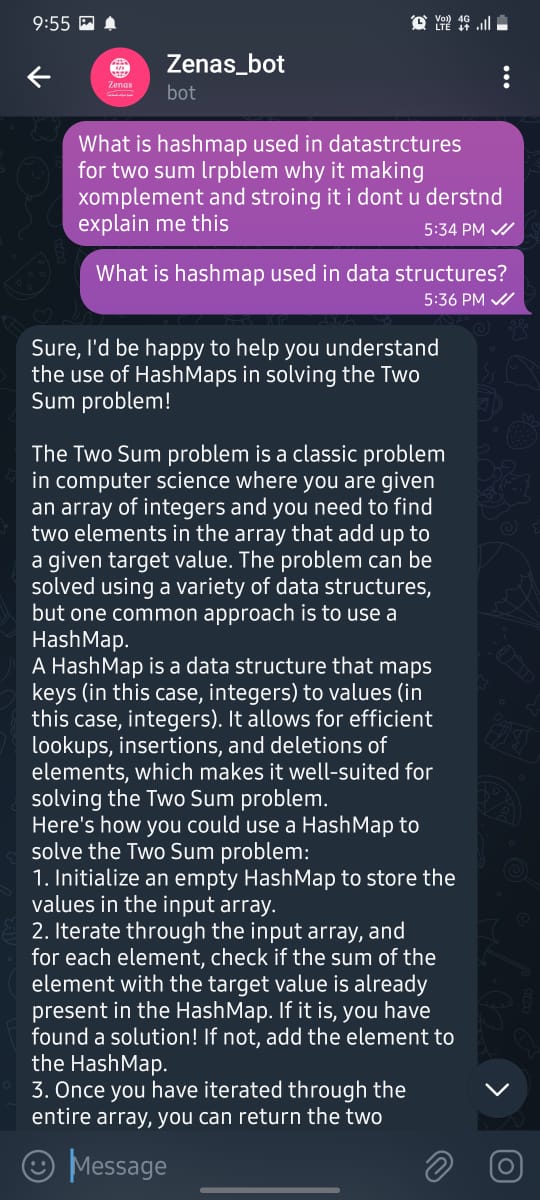 9:55
Voo) 4G
LTE
Zenas
Zenas_bot
bot
What is hashmap used in datastrctures
for two sum lrpblem why it making
xomplement and stroing it i dont u derstnd
explain me this
5:34 PM
What is hashmap used in data structures?
5:36 PM
Sure, I'd be happy to help you understand
the use of HashMaps in solving the Two
Sum problem!
The Two Sum problem is a classic problem
in computer science where you are given
an array of integers and you need to find
two elements in the array that add up to
a given target value. The problem can be
solved using a variety of data structures,
but one common approach is to use a
HashMap.
A HashMap is a data structure that maps
keys (in this case, integers) to values (in
this case, integers). It allows for efficient
lookups, insertions, and deletions of
elements, which makes it well-suited for
solving the Two Sum problem.
Here's how you could use a HashMap to
solve the Two Sum problem:
1. Initialize an empty HashMap to store the
values in the input array.
2. Iterate through the input array, and
for each element, check if the sum of the
element with the target value is already
present in the HashMap. If it is, you have
found a solution! If not, add the element to
the HashMap.
3. Once you have iterated through the
entire array, you can return the two
Message